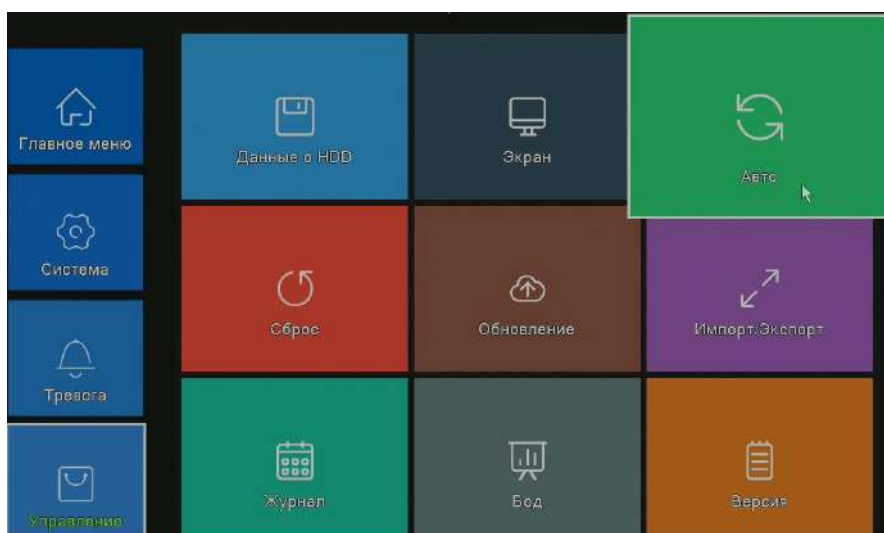 Главное меню
Система
Тревога
Управление
Данные о HDD
Экран
Авто
Сброс
Обновление
Импорт/Экспорт
Журнал
Бод
Версия